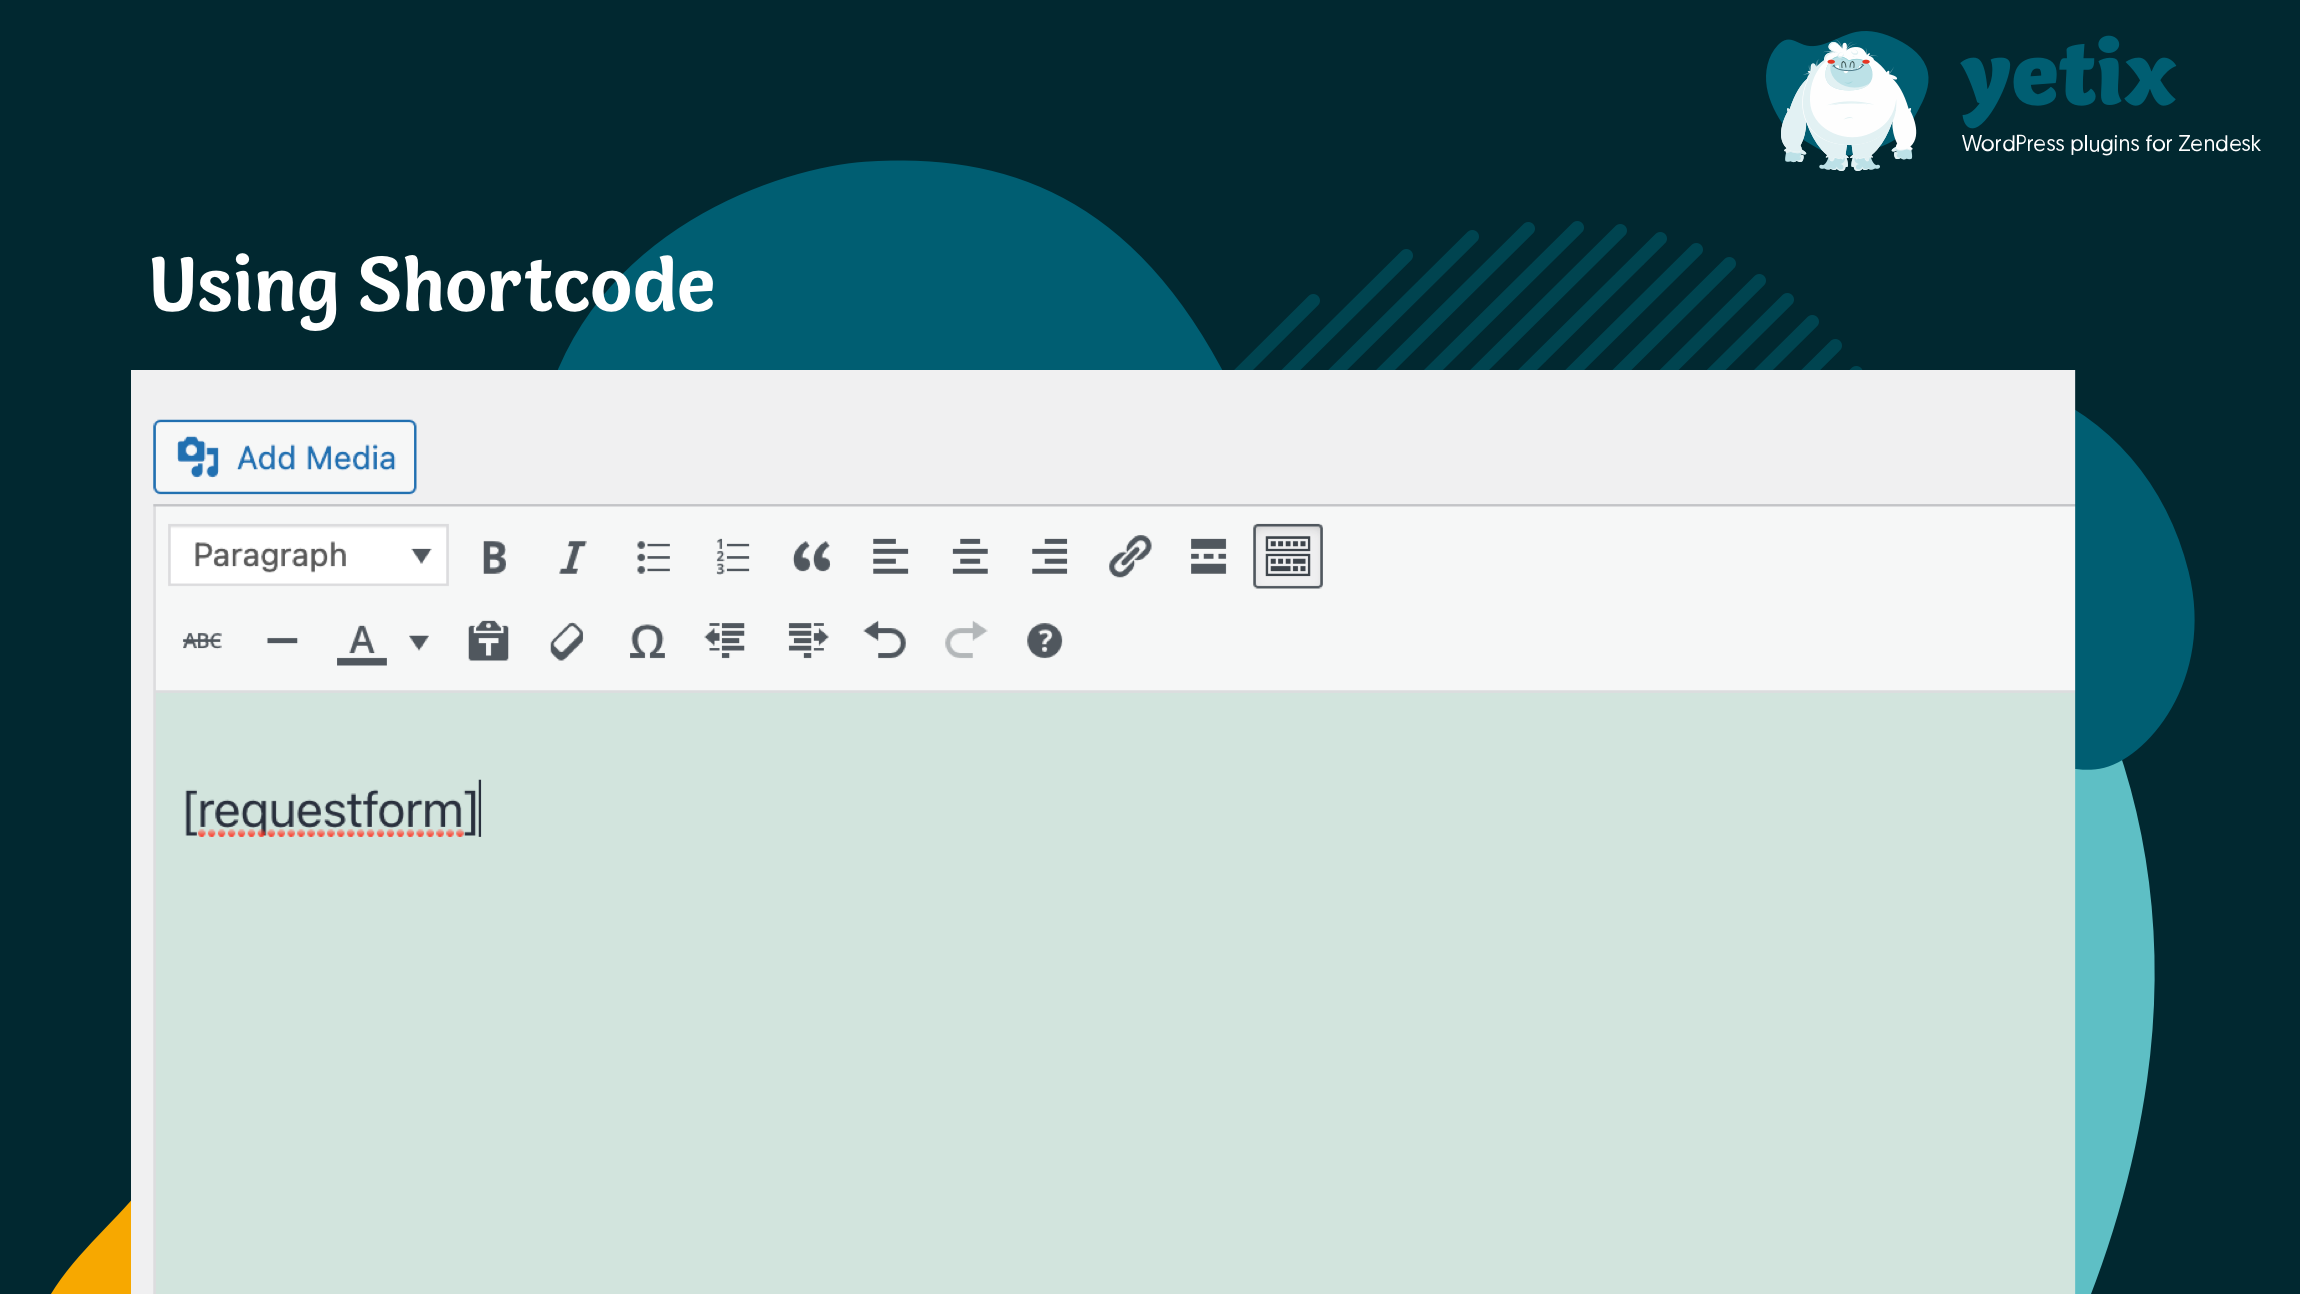 yetix
WordPress plugins for Zendesk
Using Shortcode
Add Media
Paragraph
ABC
[requestform]